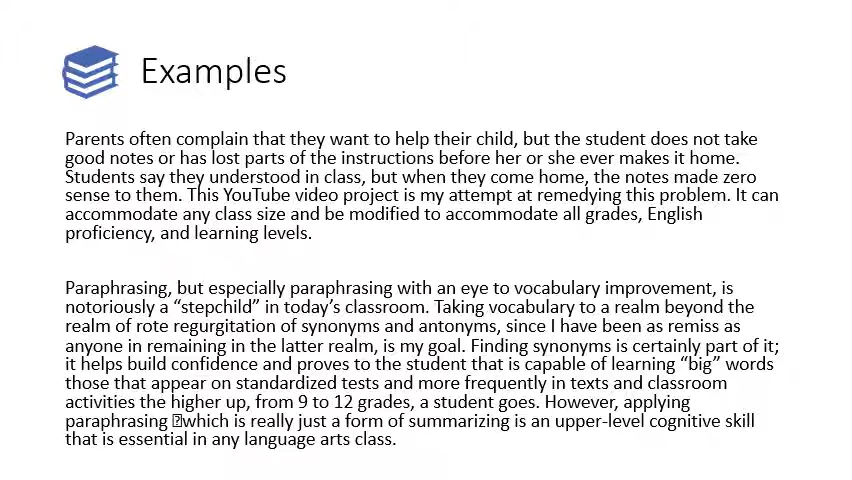 Examples
Parents often complain that they want to help their child, but the student does not take
good notes or has lost parts of the instructions before her or she ever makes it home.
Students say they understood in class, but when they come home, the notes made zero
sense to them. This YouTube video project is my attempt at remedying this problem. It can
accommodate any class size and be modified to accommodate all grades, English
proficiency, and learning levels.
Paraphrasing, but especially paraphrasing with an eye to vocabulary improvement, is
notoriously a “stepchild” in today’s classroom. Taking vocabulary to a realm beyond the
realm of rote regurgitation of synonyms and antonyms, since I have been as remiss as
anyone in remaining in the latter realm, is my goal. Finding synonyms is certainly part of it;
it helps build confidence and proves to the student that is capable of learning “big” words
those that appear on standardized tests and more frequently in texts and classroom
activities the higher up, from 9 to 12 grades, a student goes. However, applying
paraphrasing which is really just a form of summarizing is an upper-level cognitive skill
that is essential in any language arts class.